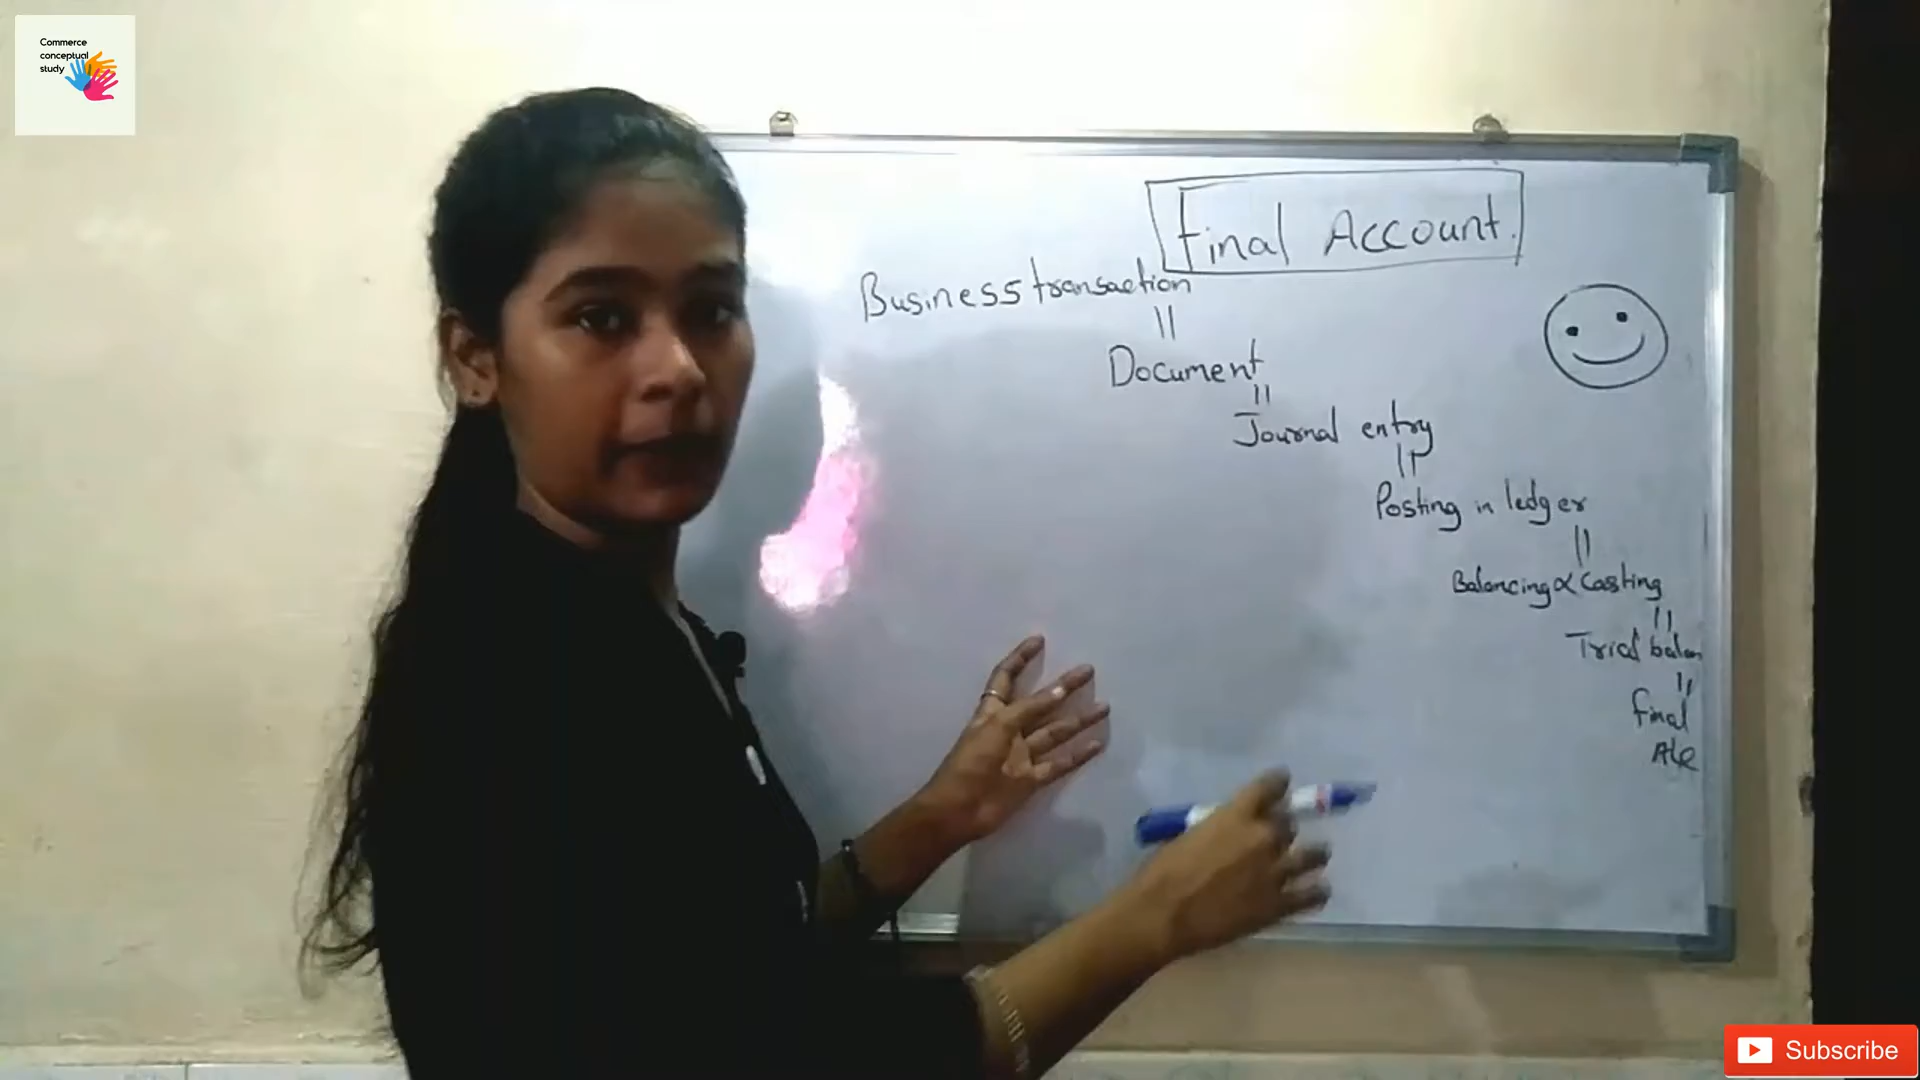 Commerce
conceptual
study
Final Account.
Business transaction
Document
Journal entry
Posting in ledger
Balancing & Casting
Trial balan
final
Subscribe